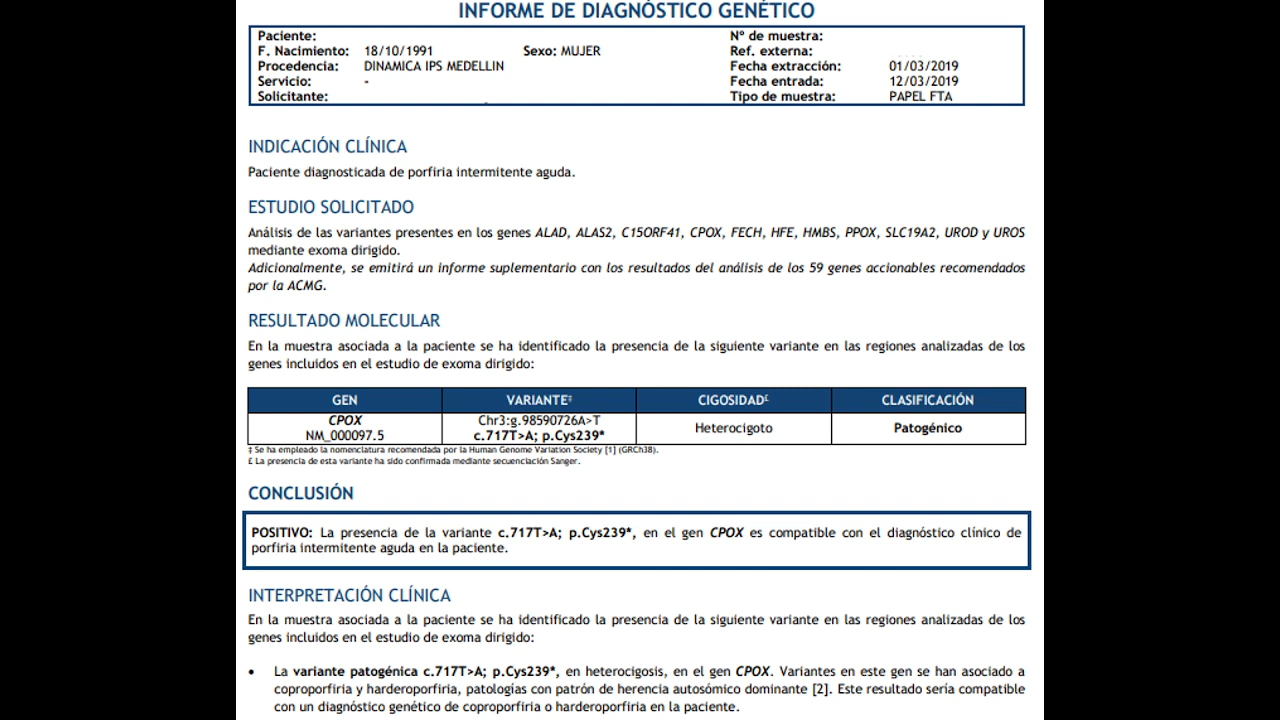 INFORME DE DIAGNÓSTICO GENÉTICO
Paciente: Nº de muestra:
F. Nacimiento: 18/10/1991 Sexo: MUJER Ref. externa:
Procedencia: DINAMICA IPS MEDELLIN Fecha extracción: 01/03/2019
Servicio: - Fecha entrada: 12/03/2019
Solicitante: Tipo de muestra: PAPEL FTA
INDICACIÓN CLÍNICA
Paciente diagnosticada de porfiria intermitente aguda.
ESTUDIO SOLICITADO
Análisis de las variantes presentes en los genes ALAD, ALAS2, C15ORF41, CPOX, FECH, HFE, HMBS, PPOX, SLC19A2, UROD y UROS
mediante exoma dirigido.
Adicionalmente, se emitirá un informe suplementario con los resultados del análisis de los 59 genes accionables recomendados
por la ACMG.
RESULTADO MOLECULAR
En la muestra asociada a la paciente se ha identificado la presencia de la siguiente variante en las regiones analizadas de los
genes incluidos en el estudio de exoma dirigido:
GEN VARIANTE‡ CIGOSIDAD£ CLASIFICACIÓN
CPOX Chr3:g.98590726A>T
NM_000097.5 c.717T>A; p.Cys239* Heterocigoto Patogénico
‡ Se ha empleado la nomenclatura recomendada por la Human Genome Variation Society [1] (GRCh38).
£ La presencia de esta variante ha sido confirmada mediante secuenciación Sanger.
CONCLUSIÓN
POSITIVO: La presencia de la variante c.717T>A; p.Cys239*, en el gen CPOX es compatible con el diagnóstico clínico de
porfiria intermitente aguda en la paciente.
INTERPRETACIÓN CLÍNICA
En la muestra asociada a la paciente se ha identificado la presencia de la siguiente variante en las regiones analizadas de los
genes incluidos en el estudio de exoma dirigido:
• La variante patogénica c.717T>A; p.Cys239*, en heterocigosis, en el gen CPOX. Variantes en este gen se han asociado a
coproporfiria y harderoporfiria, patologías con patrón de herencia autosómico dominante [2]. Este resultado sería compatible
con un diagnóstico genético de coproporfiria o harderoporfiria en la paciente.